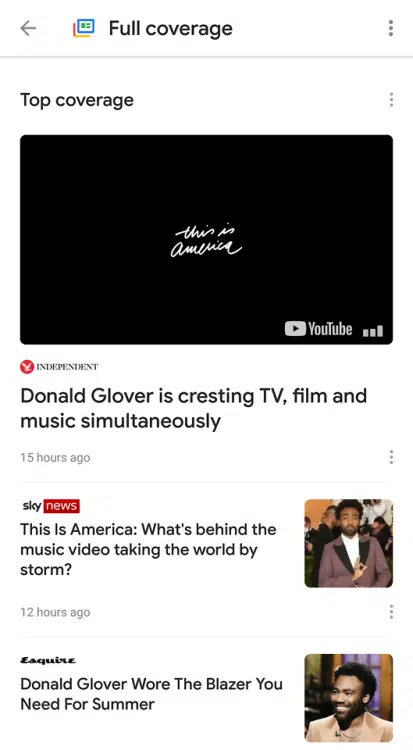 Full coverage
Top coverage
this is
america
YouTube
INDEPENDENT
Donald Glover is cresting TV, film and
music simultaneously
15 hours ago
sky news
This Is America: What's behind the
music video taking the world by
storm?
12 hours ago
Esquire
Donald Glover Wore The Blazer You
Need For Summer